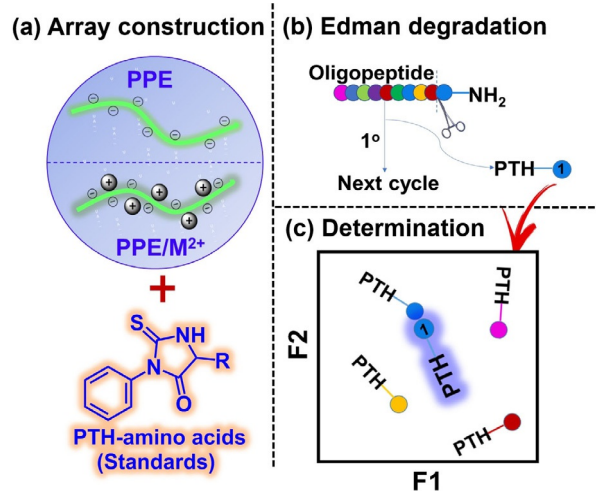 (a) Array construction
PPE
PPE/M²⁺
+
S
NH
N
R
O
PTH-amino acids
(Standards)
(b) Edman degradation
Oligopeptide
NH₂
1º
PTH
1
Next cycle
(c) Determination
PTH
PTH
1
PTH
PTH
PTH
F2
F1